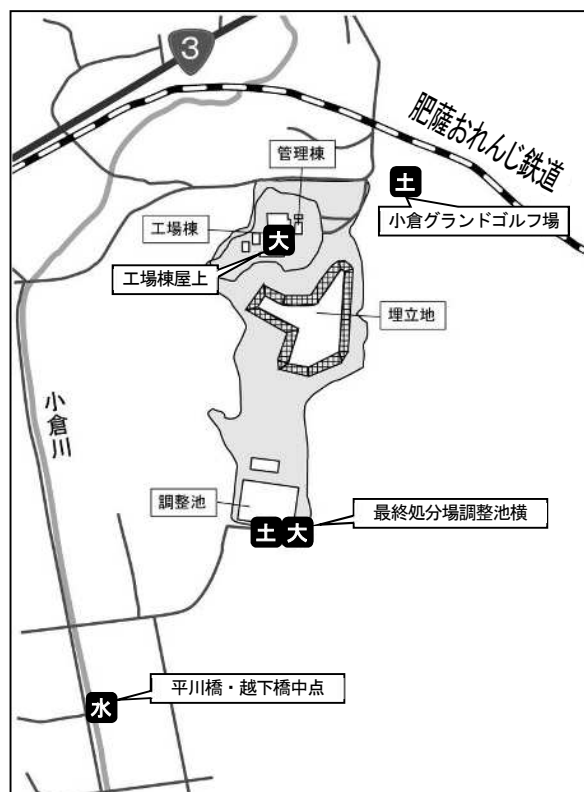 3
肥薩おれんじ鉄道
管理棟
土
小倉グランドゴルフ場
工場棟
大
工場棟屋上
埋立地
小倉川
調整池
最終処分場調整池横
土 大
平川橋・越下橋中点
水